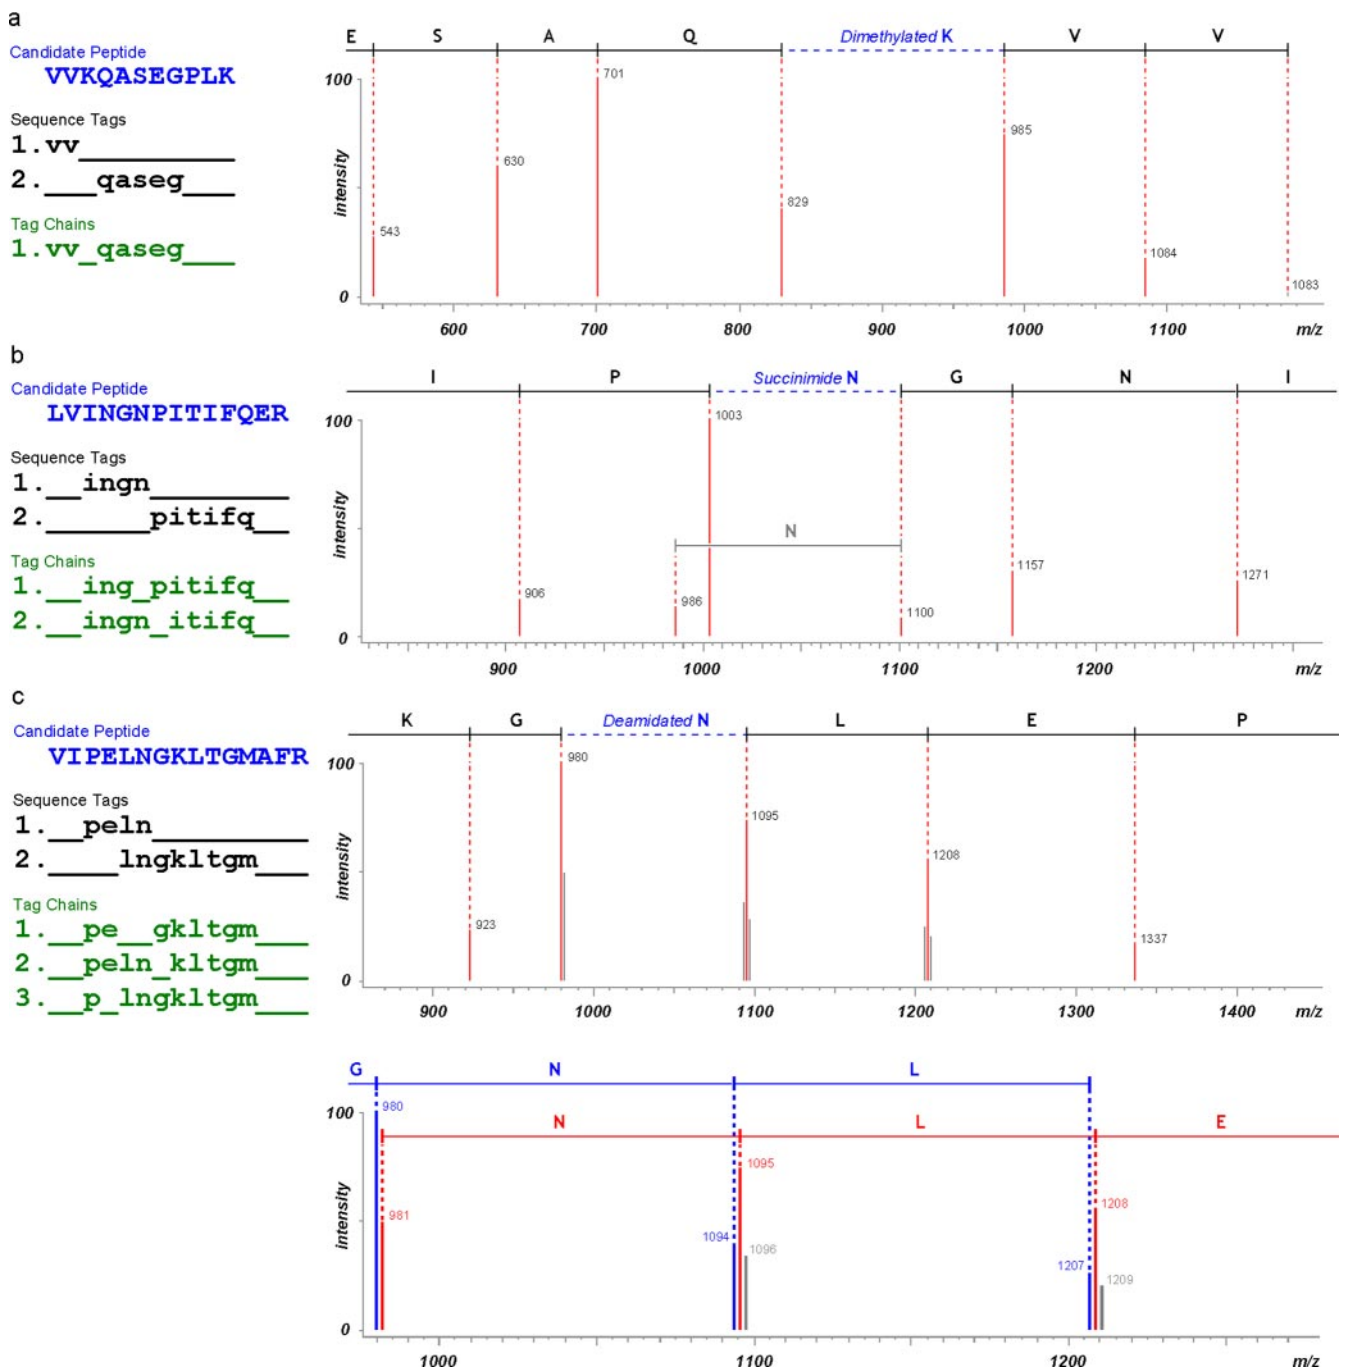 a
Candidate Peptide
VVKQASEGPLK
Sequence Tags
1.vv_________
2.___qaseg___
Tag Chains
1.vv_qaseg___
E S A Q Dimethylated K V V
100
701
985
630
829
543
1084
1083
intensity
0
600 700 800 900 1000 1100 m/z
b
Candidate Peptide
LVINGNPITIFQER
Sequence Tags
1.__ingn________
2.______pitifq__
Tag Chains
1.__ing_pitifq__
2.__ingn_itifq__
I P Succinimide N G N I
100
1003
N
1157
1271
906
986
1100
intensity
0
900 1000 1100 1200 m/z
c
Candidate Peptide
VIPELNGKLTGMAFR
Sequence Tags
1.__peln_________
2.____lngkltgm___
Tag Chains
1.__pe__gkltgm___
2.__peln_kltgm___
3.__p_lngkltgm___
K G Deamidated N L E P
100
980
1095
1208
923
1337
intensity
0
900 1000 1100 1200 1300 1400 m/z
G N L
100
980
N L E
1095
981
1208
1094
1096
1207
1209
intensity
0
1000 1100 1200 m/z